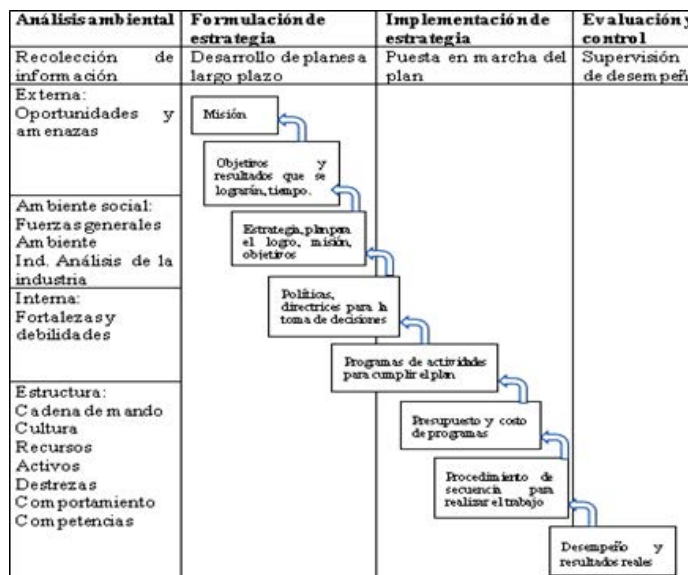 Análisis ambiental
Formulación de
estrategia
Implementación de
estrategia
Evaluación y
control
Recolección de
información
Desarrollo de planes a
largo plazo
Puesta en marcha del
plan
Supervisión
de desempeñ
Externa:
Oportunidades y
amenazas
Ambiente social:
Fuerzas generales
Ambiente
Ind. Análisis de la
industria
Interna:
Fortalezas y
debilidades
Estructura:
Cadena de mando
Cultura
Recursos
Activos
Destrezas
Comportamiento
Competencias
Misión
Objetivos y
resultados que se
lograrán, tiempo.
Estrategia, plan para
el logro, misión,
objetivos
Políticas,
directrices para la
toma de decisiones
Programas de actividades
para cumplir el plan
Presupuesto y costo
de programas
Procedimiento de
secuencia para
realizar el trabajo
Desempeño y
resultados reales